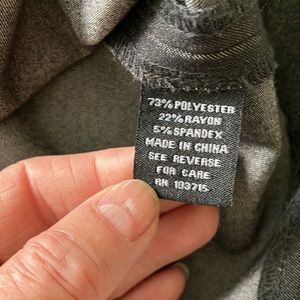 73% POLYESTER
22% RAYON
5% SPANDEX
MADE IN CHINA
SEE REVERSE
FOR CARE
RN 103715